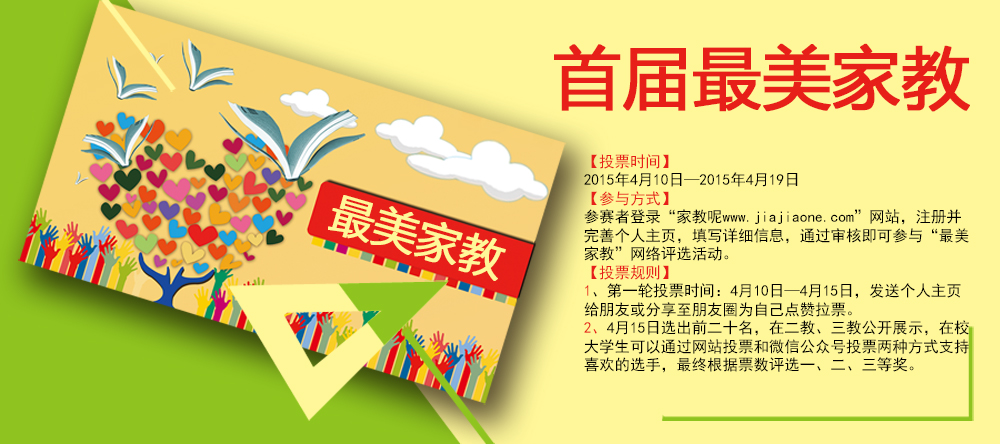 首届最美家教
最美家教
【投票时间】
2015年4月10日—2015年4月19日
【参与方式】
参赛者登录“家教呢www.jiajiaone.com”网站，注册并
完善个人主页，填写详细信息，通过审核即可参与“最美
家教”网络评选活动。
【投票规则】
1、第一轮投票时间：4月10日—4月15日，发送个人主页
给朋友或分享至朋友圈为自己点赞拉票。
2、4月15日选出前二十名，在二教、三教公开展示，在校
大学生可以通过网站投票和微信公众号投票两种方式支持
喜欢的选手，最终根据票数评选一、二、三等奖。